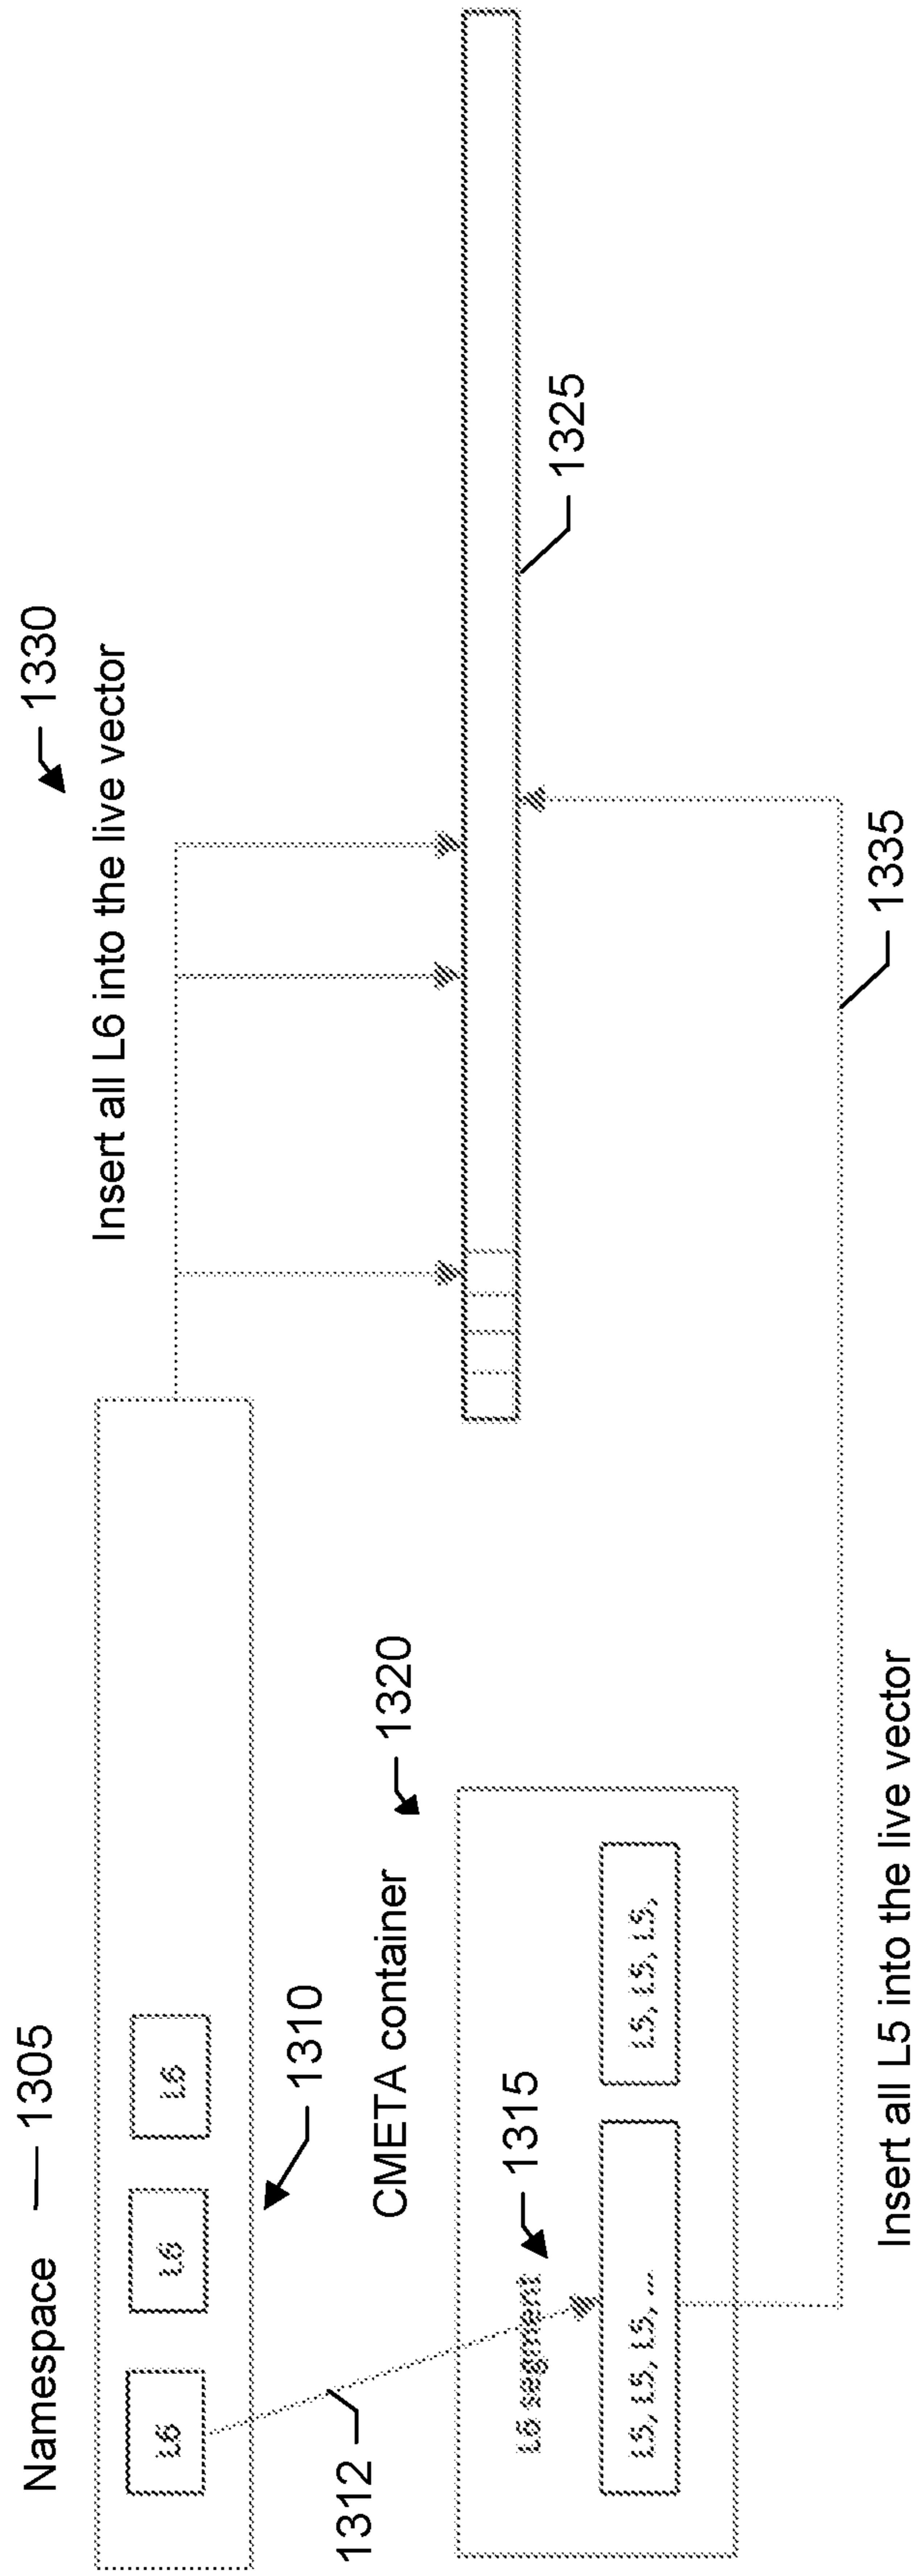 1330
Insert all L6 into the live vector
Namespace 1305
L6
L6
L6
1310
1312
CMETA container 1320
L6 segment 1315
L5, L5, L5, ...
L5, L5, L5,
1325
1335
Insert all L5 into the live vector